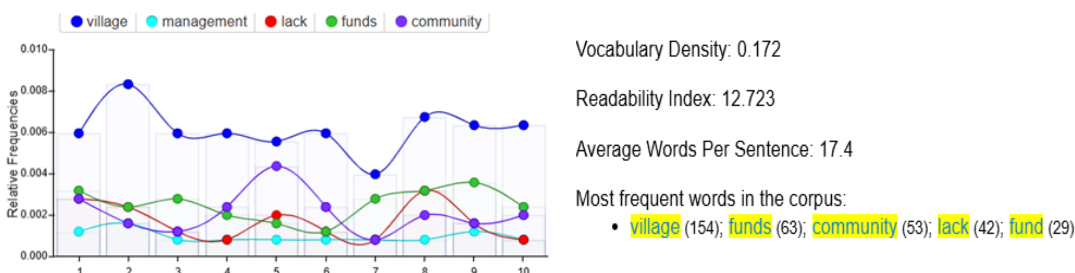 village management lack funds community
0.010
0.008
0.006
0.004
0.002
0.000
Relative Frequencies
1 2 3 4 5 6 7 8 9 10
Vocabulary Density: 0.172
Readability Index: 12.723
Average Words Per Sentence: 17.4
Most frequent words in the corpus:
• village (154); funds (63); community (53); lack (42); fund (29)